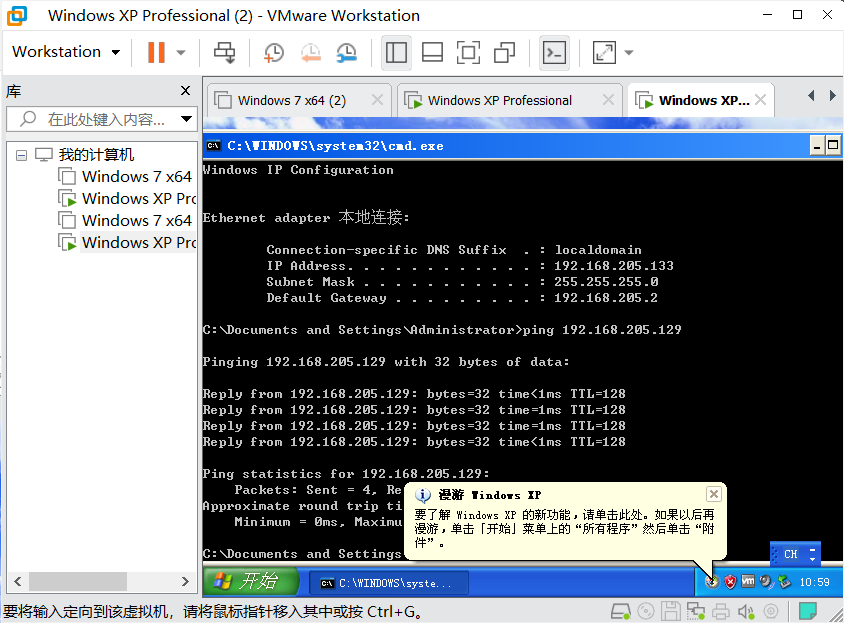 Windows XP Professional (2) - VMware Workstation
Workstation
库
在此处键入内容...
我的计算机
Windows 7 x64
Windows XP Pro
Windows 7 x64
Windows XP Pro
Windows 7 x64 (2)
Windows XP Professional
Windows XP...
C:\WINDOWS\system32\cmd.exe
Windows IP Configuration
Ethernet adapter 本地连接:
Connection-specific DNS Suffix . : localdomain
IP Address. . . . . . . . . . . . : 192.168.205.133
Subnet Mask . . . . . . . . . . . : 255.255.255.0
Default Gateway . . . . . . . . . : 192.168.205.2
C:\Documents and Settings\Administrator>ping 192.168.205.129
Pinging 192.168.205.129 with 32 bytes of data:
Reply from 192.168.205.129: bytes=32 time<1ms TTL=128
Reply from 192.168.205.129: bytes=32 time<1ms TTL=128
Reply from 192.168.205.129: bytes=32 time=1ms TTL=128
Reply from 192.168.205.129: bytes=32 time<1ms TTL=128
Ping statistics for 192.168.205.129:
Packets: Sent = 4, Re
Approximate round trip ti
Minimum = 0ms, Maximu
C:\Documents and Settings
漫游 Windows XP
要了解 Windows XP 的新功能，请单击此处。如果以后再
漫游，单击「开始」菜单上的“所有程序”然后单击“附
件”。
CH
开始
C:\WINDOWS\syste...
10:59
要将输入定向到该虚拟机，请将鼠标指针移入其中或按 Ctrl+G。